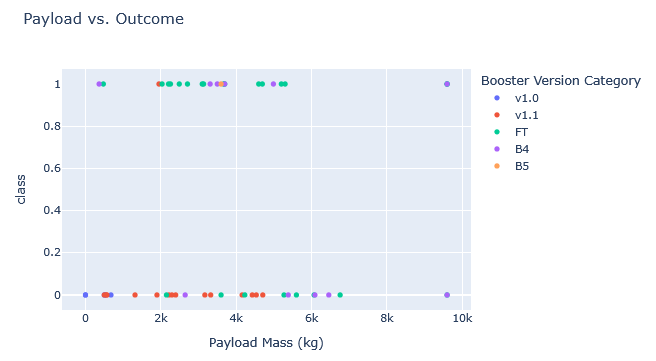 Payload vs. Outcome
Booster Version Category
v1.0
v1.1
FT
B4
B5
class
1
0.8
0.6
0.4
0.2
0
0 2k 4k 6k 8k 10k
Payload Mass (kg)